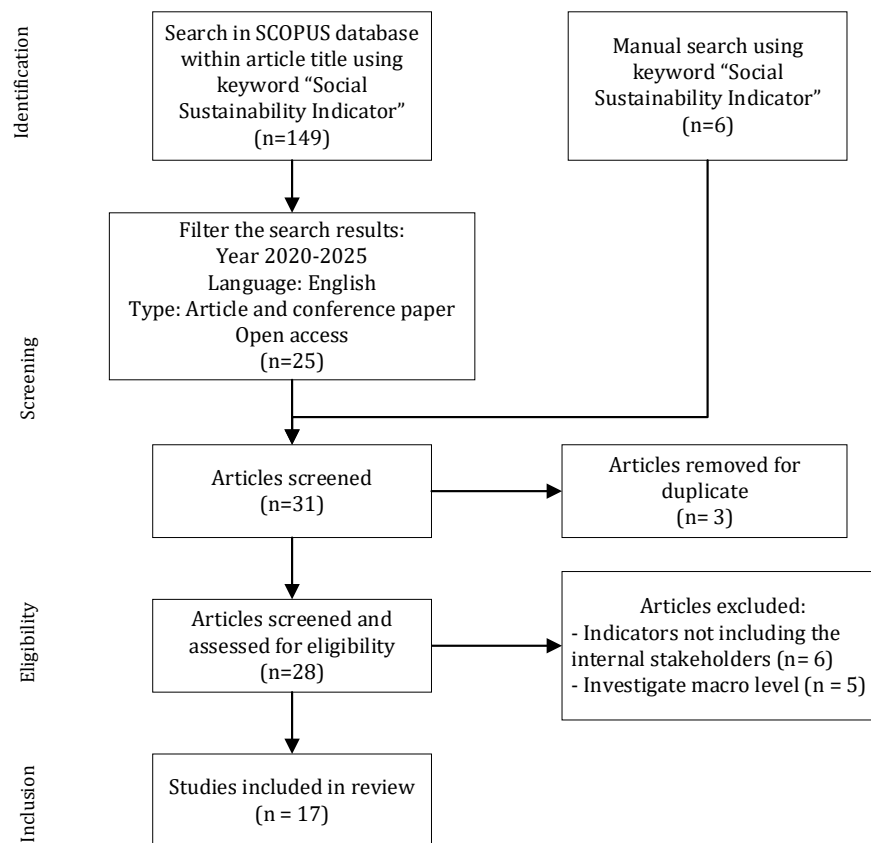 Identification
Search in SCOPUS database
within article title using
keyword “Social
Sustainability Indicator”
(n=149)
Manual search using
keyword “Social
Sustainability Indicator”
(n=6)
Screening
Filter the search results:
Year 2020-2025
Language: English
Type: Article and conference paper
Open access
(n=25)
Articles screened
(n=31)
Articles removed for
duplicate
(n= 3)
Eligibility
Articles screened and
assessed for eligibility
(n=28)
Articles excluded:
- Indicators not including the
internal stakeholders (n= 6)
- Investigate macro level (n = 5)
Inclusion
Studies included in review
(n = 17)